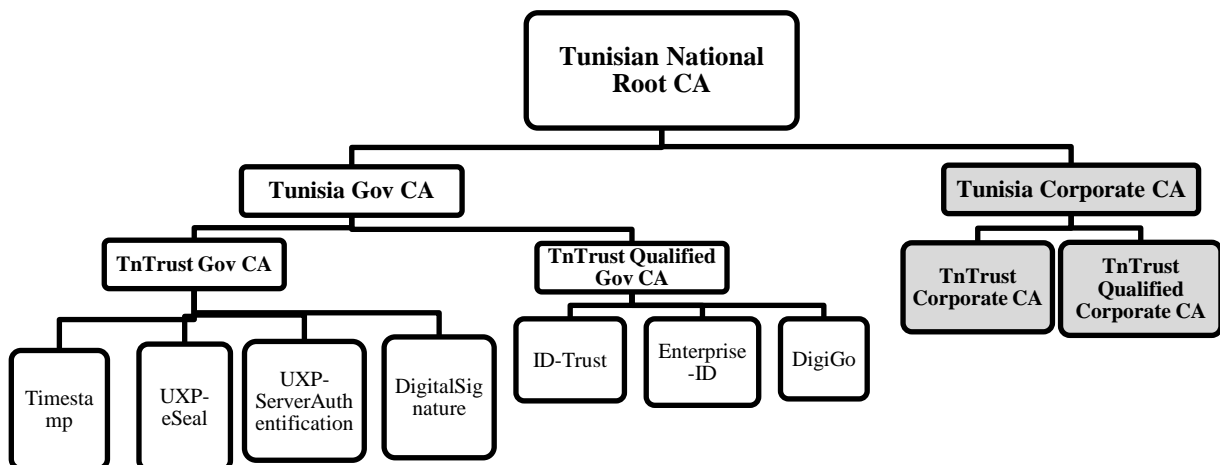 Tunisian National
Root CA
Tunisia Gov CA
Tunisia Corporate CA
TnTrust Gov CA
TnTrust Qualified
Gov CA
TnTrust
Corporate CA
TnTrust
Qualified
Corporate CA
Timesta
mp
UXP-
eSeal
UXP-
ServerAuth
entification
DigitalSig
nature
ID-Trust
Enterprise
-ID
DigiGo